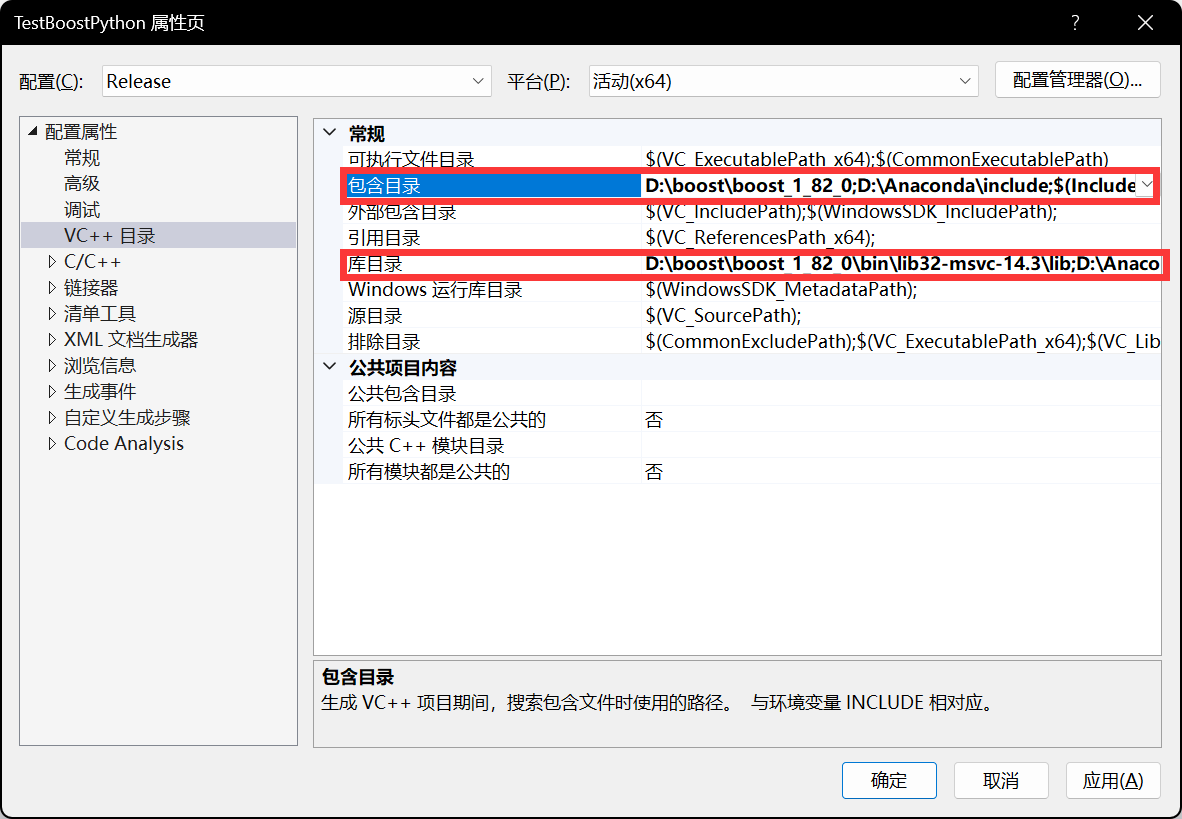 TestBoostPython 属性页
配置(C): Release 平台(P): 活动(x64) 配置管理器(O)...
配置属性
常规
高级
调试
VC++ 目录
C/C++
链接器
清单工具
XML 文档生成器
浏览信息
生成事件
自定义生成步骤
Code Analysis
常规
可执行文件目录 $(VC_ExecutablePath_x64);$(CommonExecutablePath)
包含目录 D:\boost\boost_1_82_0;D:\Anaconda\include;$(Include
外部包含目录 $(VC_IncludePath);$(WindowsSDK_IncludePath);
引用目录 $(VC_ReferencesPath_x64);
库目录 D:\boost\boost_1_82_0\bin\lib32-msvc-14.3\lib;D:\Anaco
Windows 运行库目录 $(WindowsSDK_MetadataPath);
源目录 $(VC_SourcePath);
排除目录 $(CommonExcludePath);$(VC_ExecutablePath_x64);$(VC_Lib
公共项目内容
公共包含目录
所有标头文件都是公共的 否
公共 C++ 模块目录
所有模块都是公共的 否
包含目录
生成 VC++ 项目期间，搜索包含文件时使用的路径。 与环境变量 INCLUDE 相对应。
确定 取消 应用(A)